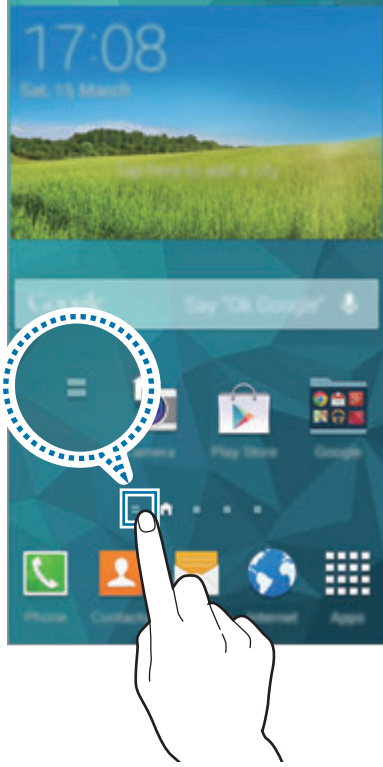 17:08
Sat, 15 March
Tap here to add a city
Google Say "Ok Google"
Camera Play Store Google
Phone Contacts Internet Apps